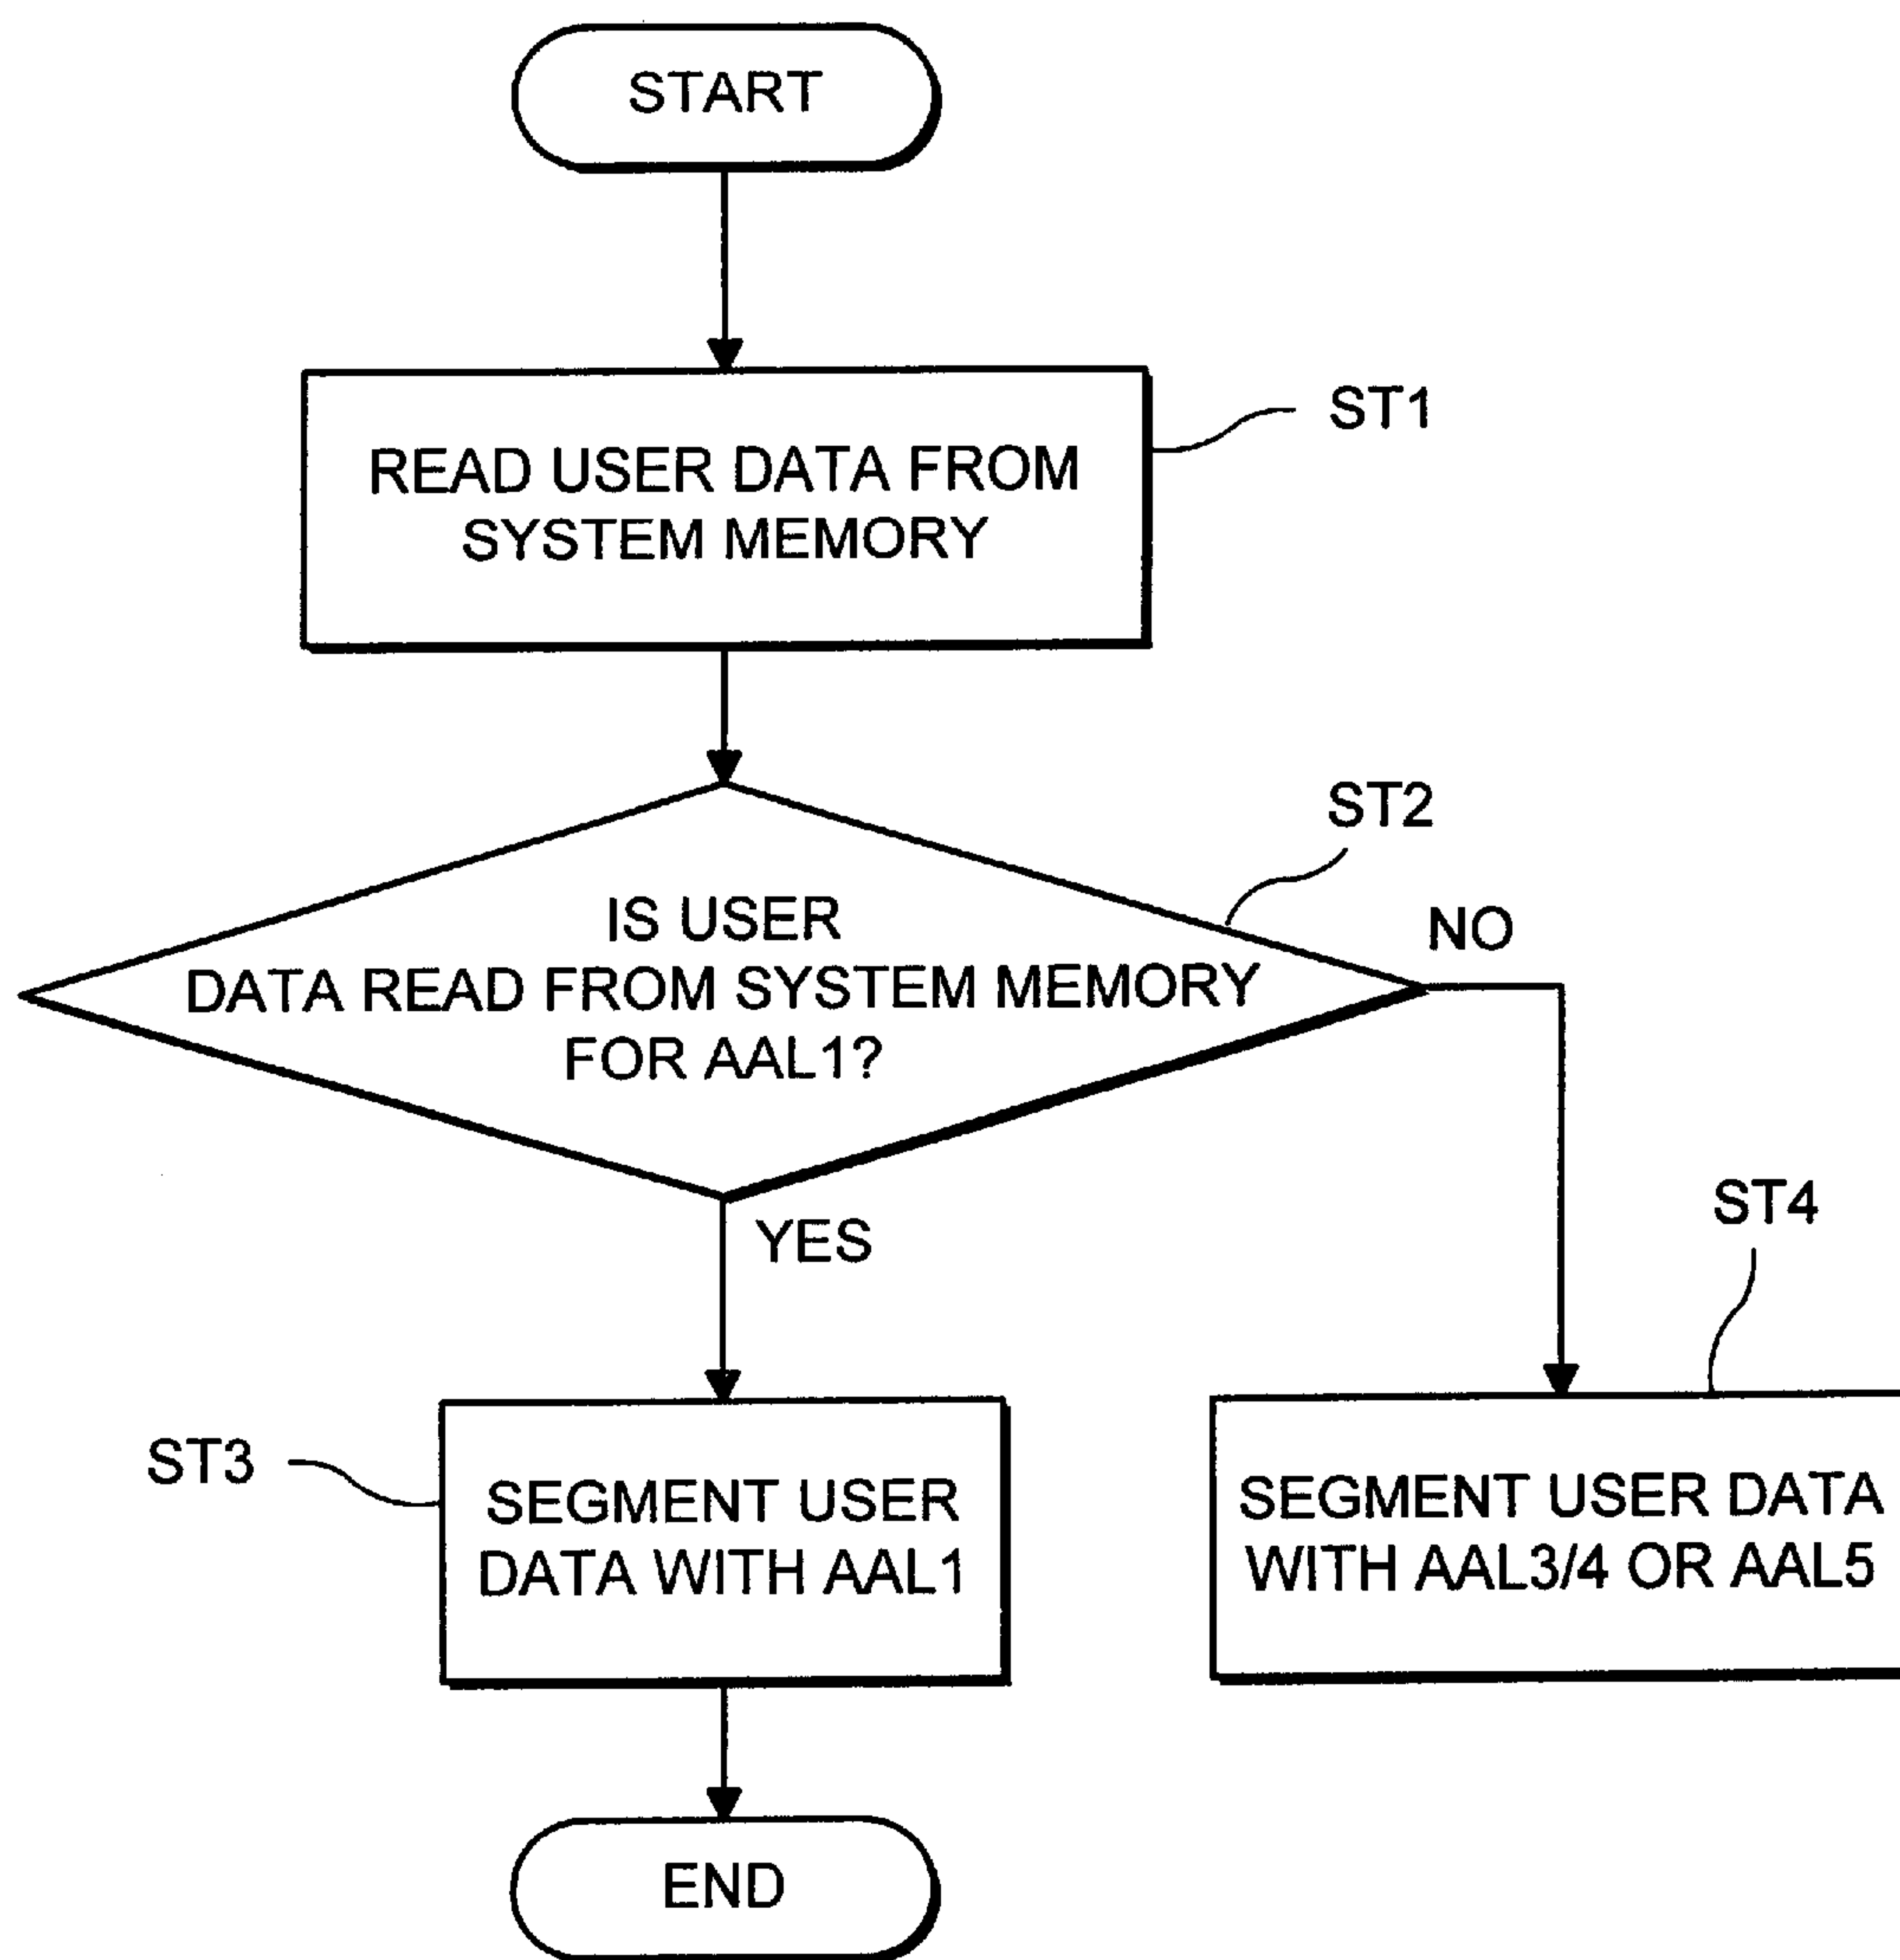 START
READ USER DATA FROM
SYSTEM MEMORY
ST1
IS USER
DATA READ FROM SYSTEM MEMORY
FOR AAL1?
ST2
NO
YES
ST3
SEGMENT USER
DATA WITH AAL1
ST4
SEGMENT USER DATA
WITH AAL3/4 OR AAL5
END